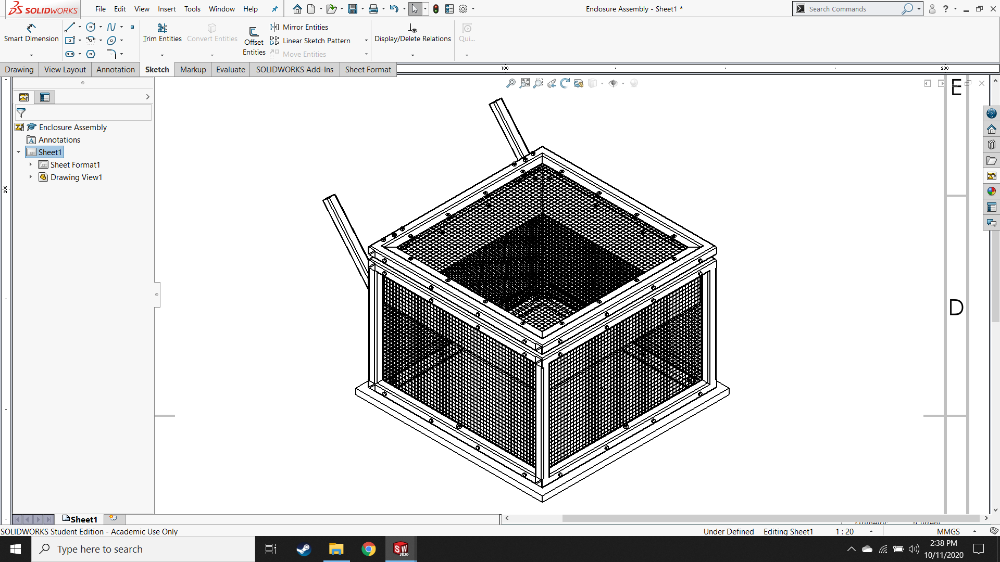 SOLIDWORKS File Edit View Insert Tools Window Help Enclosure Assembly - Sheet1 * Search Commands ?
Smart Dimension Trim Entities Convert Entities Offset Entities Mirror Entities Linear Sketch Pattern Move Entities Display/Delete Relations Qui...
Drawing View Layout Annotation Sketch Markup Evaluate SOLIDWORKS Add-Ins Sheet Format
100 200
E
Enclosure Assembly
Annotations
Sheet1
Sheet Format1
Drawing View1
200
D
Sheet1
SOLIDWORKS Student Edition - Academic Use Only Under Defined Editing Sheet1 1 : 20 MMGS
Type here to search
SW 2020
2:38 PM
10/11/2020